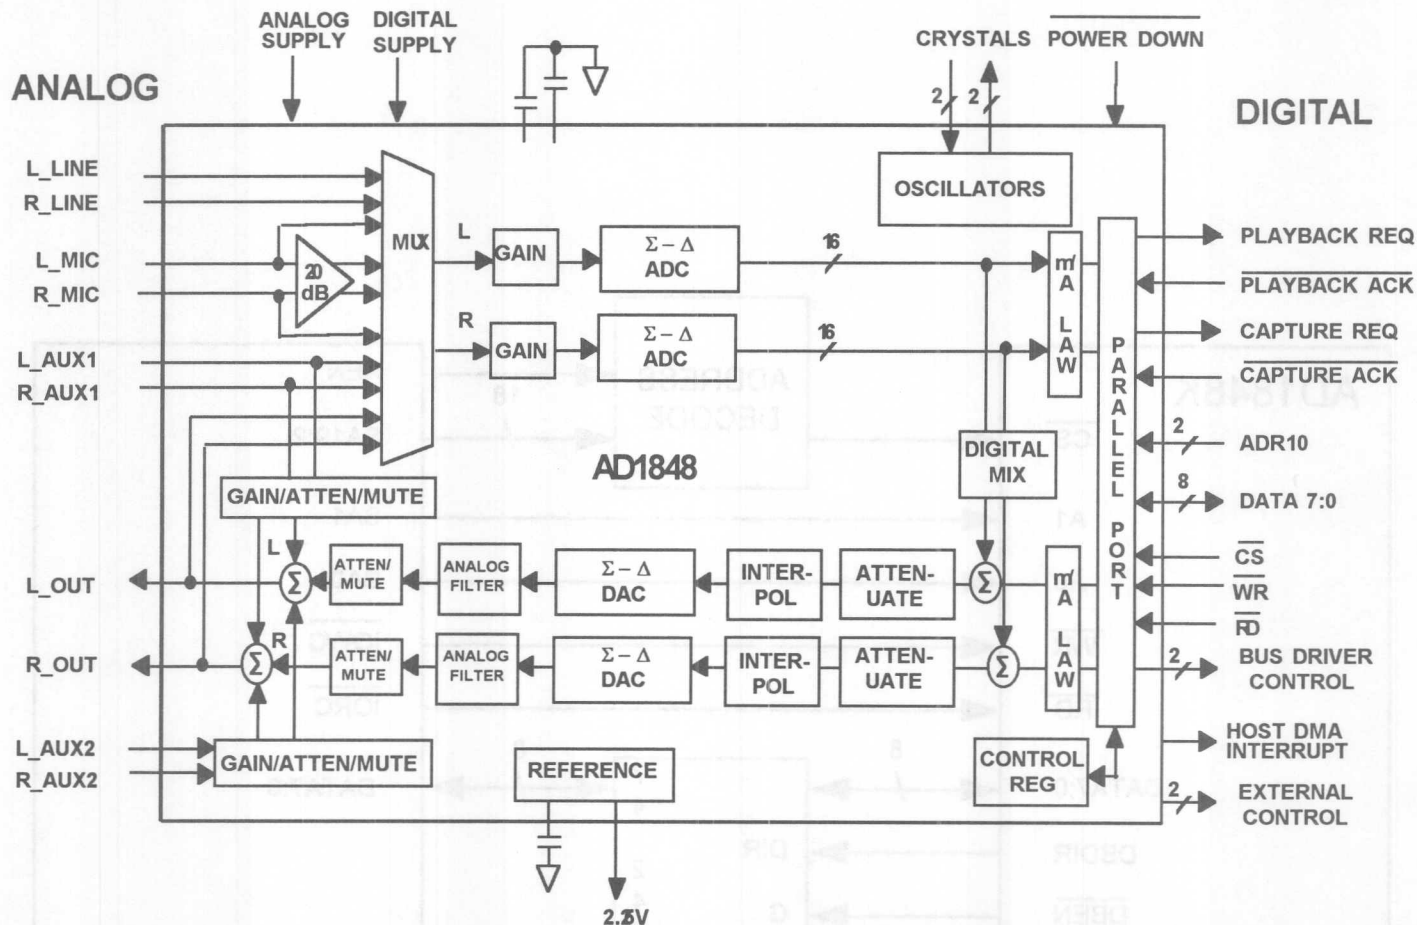 ANALOG SUPPLY
DIGITAL SUPPLY
CRYSTALS
POWER DOWN
ANALOG
DIGITAL
2
2
L_LINE
R_LINE
L_MIC
R_MIC
L_AUX1
R_AUX1
20 dB
MUX
L
GAIN
Σ–Δ ADC
16
R
GAIN
Σ–Δ ADC
16
OSCILLATORS
μ/A LAW
PARALLEL PORT
PLAYBACK REQ
PLAYBACK ACK
CAPTURE REQ
CAPTURE ACK
2
ADR10
8
DATA 7:0
CS
WR
RD
2
BUS DRIVER CONTROL
HOST DMA INTERRUPT
2
EXTERNAL CONTROL
AD1848
DIGITAL MIX
GAIN/ATTEN/MUTE
L
L_OUT
Σ
ATTEN/ MUTE
ANALOG FILTER
Σ–Δ DAC
INTER- POL
ATTEN- UATE
Σ
μ/A LAW
R
R_OUT
Σ
ATTEN/ MUTE
ANALOG FILTER
Σ–Δ DAC
INTER- POL
ATTEN- UATE
Σ
L_AUX2
R_AUX2
GAIN/ATTEN/MUTE
REFERENCE
CONTROL REG